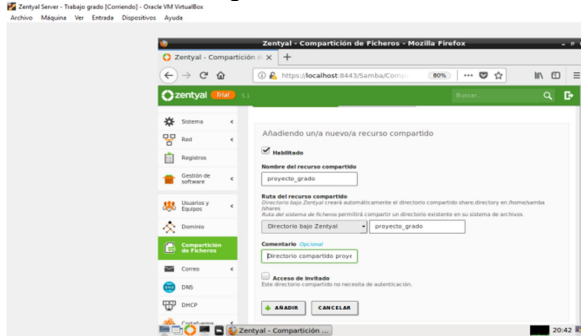 Zentyal Server - Trabajo grado [Corriendo] - Oracle VM VirtualBox
Archivo Máquina Ver Entrada Dispositivos Ayuda
Zentyal - Compartición de Ficheros - Mozilla Firefox
Zentyal - Compartición
https://localhost:8443/Samba/Com
80%
zentyal Trial 5.1
Buscar...
Sistema
Red
Registros
Gestión de
software
Usuarios y
Equipos
Dominio
Compartición
de Ficheros
Correo
DNS
DHCP
Cortafuegos
Añadiendo un/a nuevo/a recurso compartido
Habilitado
Nombre del recurso compartido
proyecto_grado
Ruta del recurso compartido
Directorio bajo Zentyal creará automáticamente el directorio compartido share.directory en /home/samba
/shares
Ruta del sistema de ficheros permitirá compartir un directorio existente en su sistema de archivos.
Directorio bajo Zentyal
proyecto_grado
Comentario Opcional
Directorio compartido proye
Acceso de invitado
Este directorio compartido no necesita de autenticación.
AÑADIR
CANCELAR
Zentyal - Compartición ...
20:42